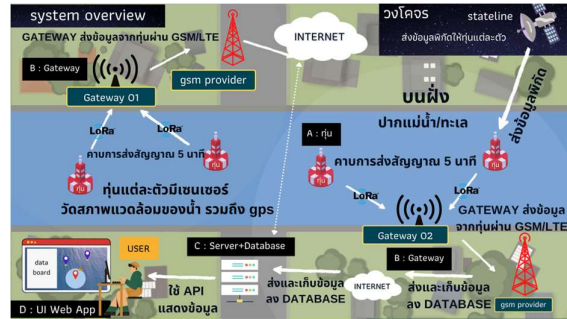 system overview
GATEWAY ส่งข้อมูลจากทุ่นผ่าน GSM/LTE
B : Gateway
Gateway 01
gsm provider
INTERNET
วงโคจร
stateline
ส่งข้อมูลพิกัดให้ทุ่นแต่ละตัว
บนฝั่ง
ปากแม่น้ำ/ทะเล
ส่งข้อมูลพิกัด
LoRa
LoRa
คาบการส่งสัญญาณ 5 นาที
ทุ่น
ทุ่น
ทุ่นแต่ละตัวมีเซนเซอร์
วัดสภาพแวดล้อมของน้ำ รวมถึง gps
A : ทุ่น
ทุ่น
ทุ่น
คาบการส่งสัญญาณ 5 นาที
LoRa
LoRa
Gateway 02
GATEWAY ส่งข้อมูล
จากทุ่นผ่าน GSM/LTE
B : Gateway
gsm provider
ส่งและเก็บข้อมูล
ลง DATABASE
INTERNET
ส่งและเก็บข้อมูล
ลง DATABASE
C : Server+Database
USER
ใช้ API
แสดงข้อมูล
data
board
D : UI Web App